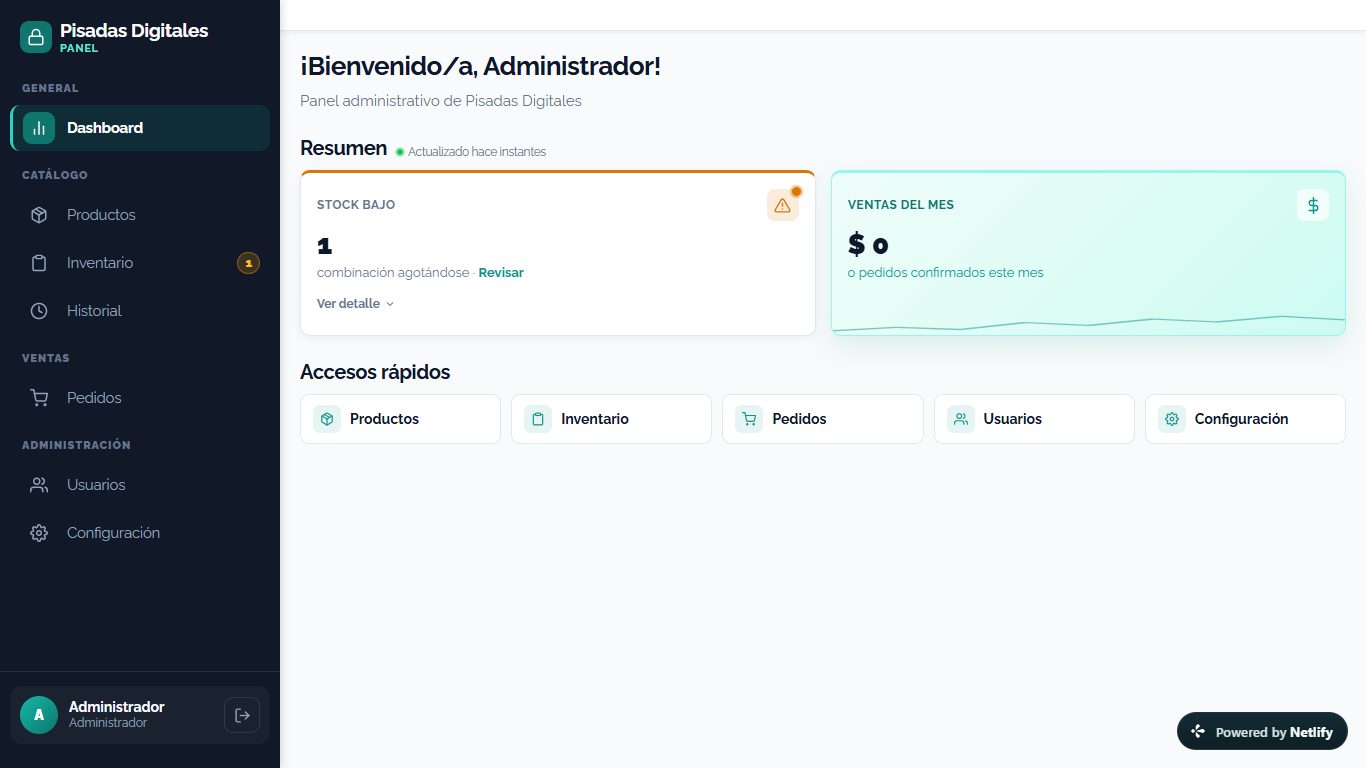 Pisadas Digitales
PANEL
GENERAL
Dashboard
CATÁLOGO
Productos
Inventario
1
Historial
VENTAS
Pedidos
ADMINISTRACIÓN
Usuarios
Configuración
A
Administrador
Administrador
¡Bienvenido/a, Administrador!
Panel administrativo de Pisadas Digitales
Resumen
Actualizado hace instantes
STOCK BAJO
1
combinación agotándose · Revisar
Ver detalle
VENTAS DEL MES
$ 0
0 pedidos confirmados este mes
Accesos rápidos
Productos
Inventario
Pedidos
Usuarios
Configuración
Powered by Netlify